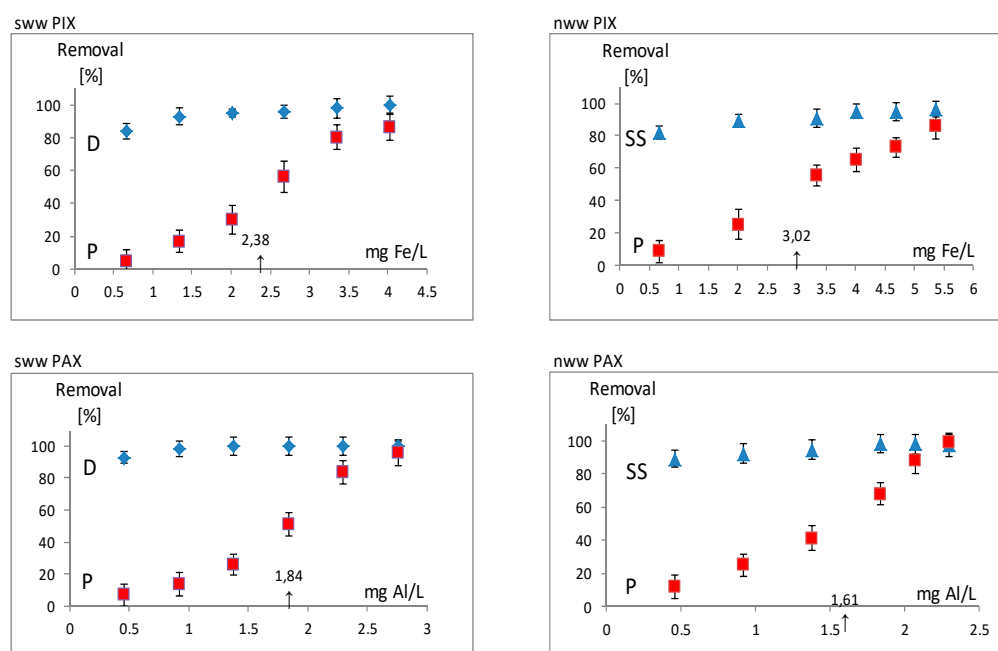 sww PIX
Removal
[%]
100
80
60
40
20
0
D
P
2,38
↑
mg Fe/L
0 0.5 1 1.5 2 2.5 3 3.5 4 4.5
nww PIX
Removal
[%]
100
80
60
40
20
0
SS
P
3,02
↑
mg Fe/L
0 0.5 1 1.5 2 2.5 3 3.5 4 4.5 5 5.5 6
sww PAX
Removal
[%]
100
80
60
40
20
0
D
P
1,84
↑
mg Al/L
0 0.5 1 1.5 2 2.5 3
nww PAX
Removal
[%]
100
80
60
40
20
0
SS
P
1,61
↑
mg Al/L
0 0.5 1 1.5 2 2.5